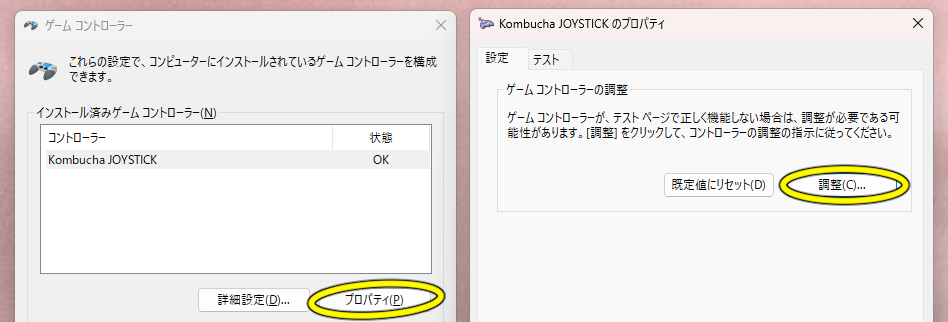 ゲーム コントローラー
これらの設定で、コンピューターにインストールされているゲーム コントローラーを構成
できます。
インストール済みゲーム コントローラー(N)
コントローラー 状態
Kombucha JOYSTICK OK
詳細設定(D)... プロパティ(P)
Kombucha JOYSTICK のプロパティ
設定 テスト
ゲーム コントローラーの調整
ゲーム コントローラーが、テスト ページで正しく機能しない場合は、調整が必要である可
能性があります。[調整] をクリックして、コントローラーの調整の指示に従ってください。
既定値にリセット(D) 調整(C)...